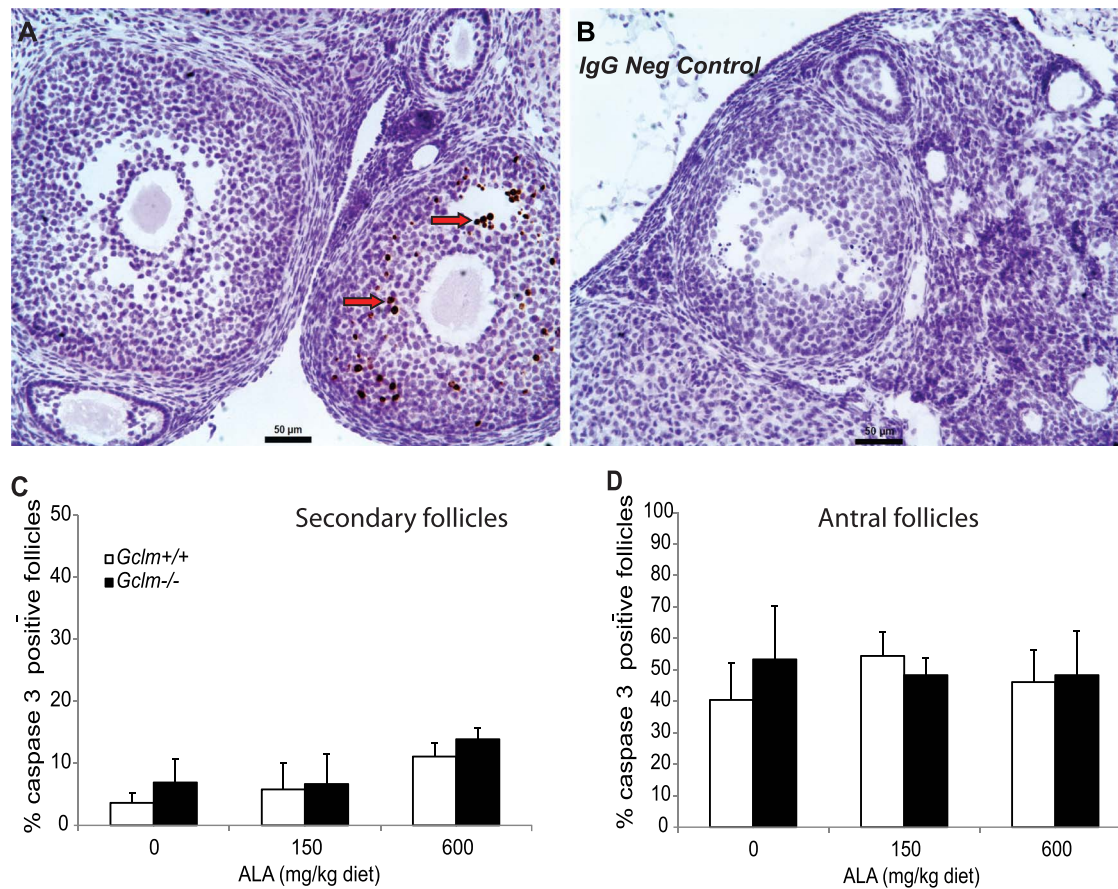 A
50 µm
B
IgG Neg Control
50 µm
C
% caspase 3 positive follicles
50
40
30
20
10
0
Secondary follicles
Gclm+/+
Gclm-/-
0 150 600
ALA (mg/kg diet)
D
% caspase 3 positive follicles
100
90
80
70
60
50
40
30
20
10
0
Antral follicles
0 150 600
ALA (mg/kg diet)